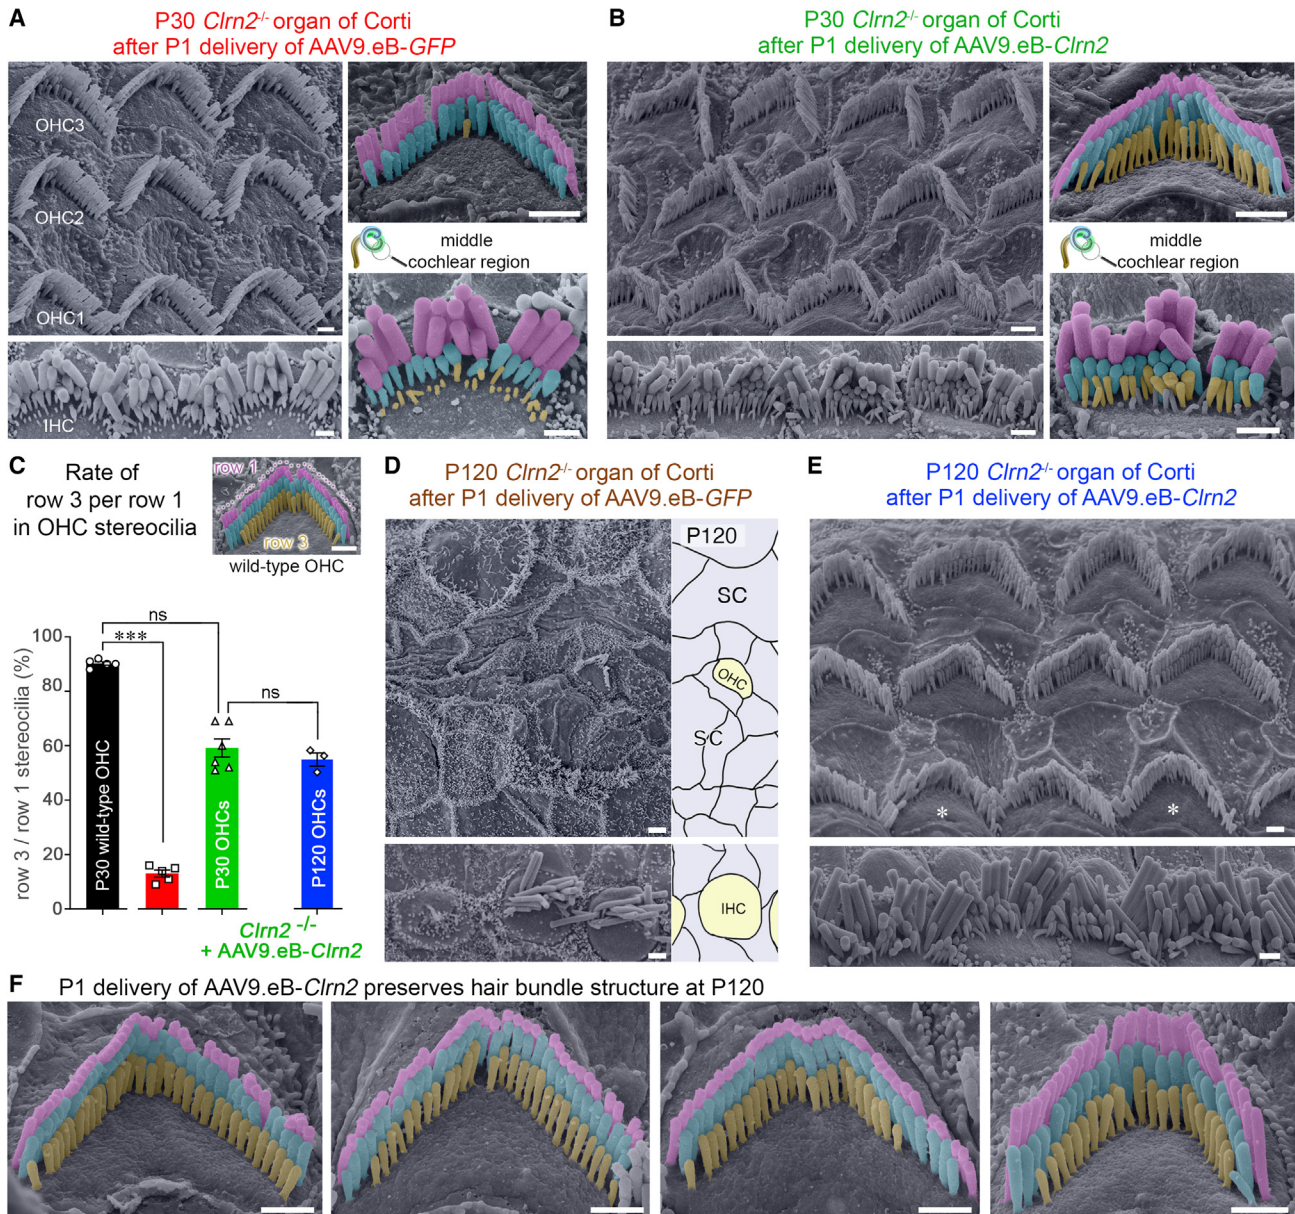 A
P30 Clrn2-/- organ of Corti
after P1 delivery of AAV9.eB-GFP
OHC3
OHC2
OHC1
IHC
middle
cochlear region
B
P30 Clrn2-/- organ of Corti
after P1 delivery of AAV9.eB-Clrn2
middle
cochlear region
C
Rate of
row 3 per row 1
in OHC stereocilia
row 1
row 3
wild-type OHC
row 3 / row 1 stereocilia (%)
100
80
60
40
20
0
ns
***
ns
P30 wild-type OHC
P30 OHCs
P120 OHCs
Clrn2 -/-
+ AAV9.eB-Clrn2
D
P120 Clrn2-/- organ of Corti
after P1 delivery of AAV9.eB-GFP
P120
SC
OHC
SC
IHC
E
P120 Clrn2-/- organ of Corti
after P1 delivery of AAV9.eB-Clrn2
* *
F
P1 delivery of AAV9.eB-Clrn2 preserves hair bundle structure at P120